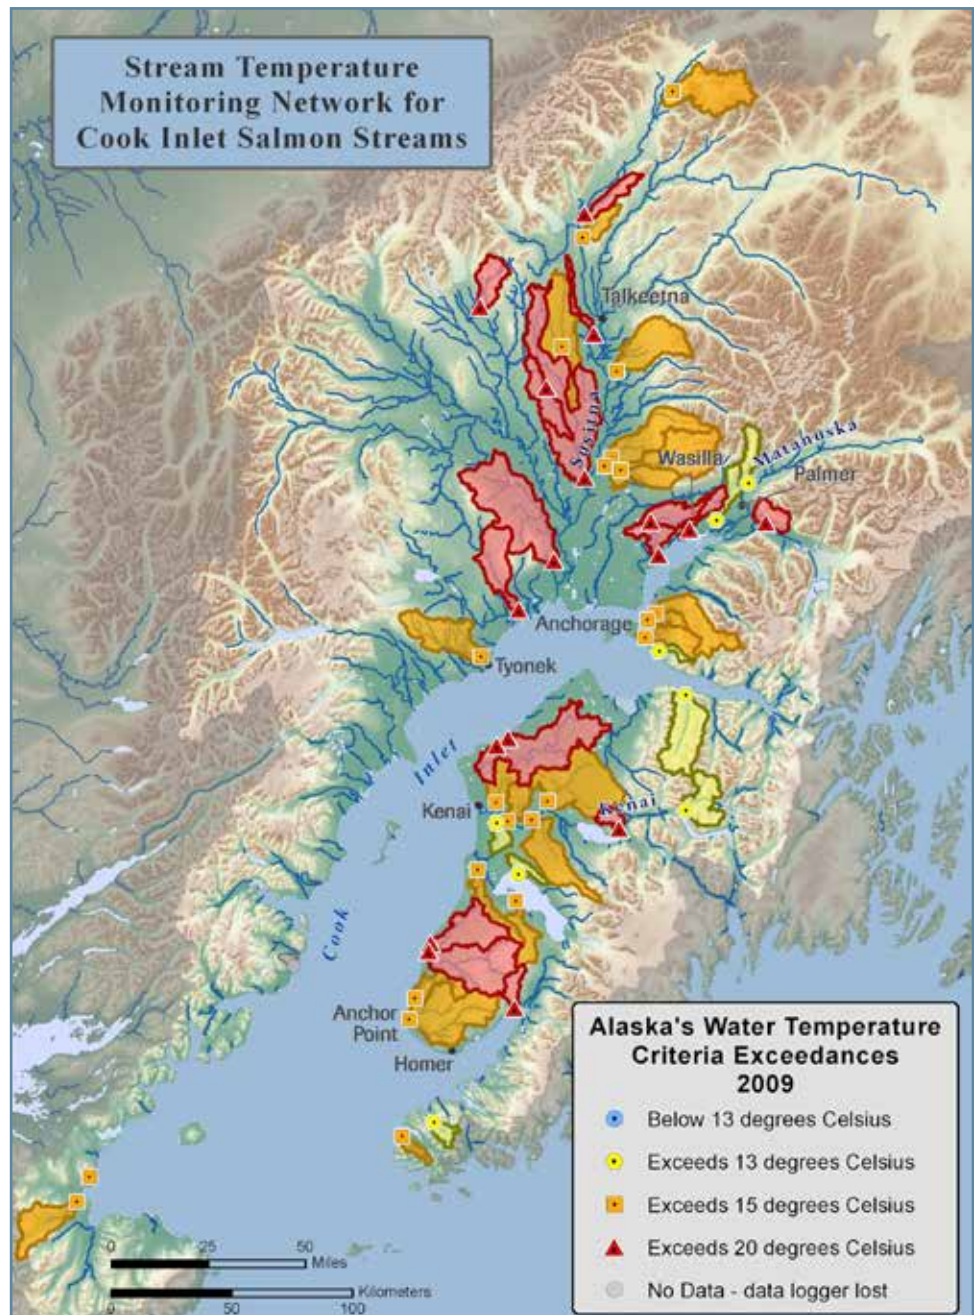 Stream Temperature
Monitoring Network for
Cook Inlet Salmon Streams
Talkeetna
Susitna
Matanuska
Wasilla
Palmer
Anchorage
Tyonek
Inlet
Kenai
Kenai
Cook
Anchor
Point
Homer
Alaska's Water Temperature
Criteria Exceedances
2009
Below 13 degrees Celsius
Exceeds 13 degrees Celsius
Exceeds 15 degrees Celsius
Exceeds 20 degrees Celsius
No Data - data logger lost
0 25 50
Miles
Kilometers
0 50 100